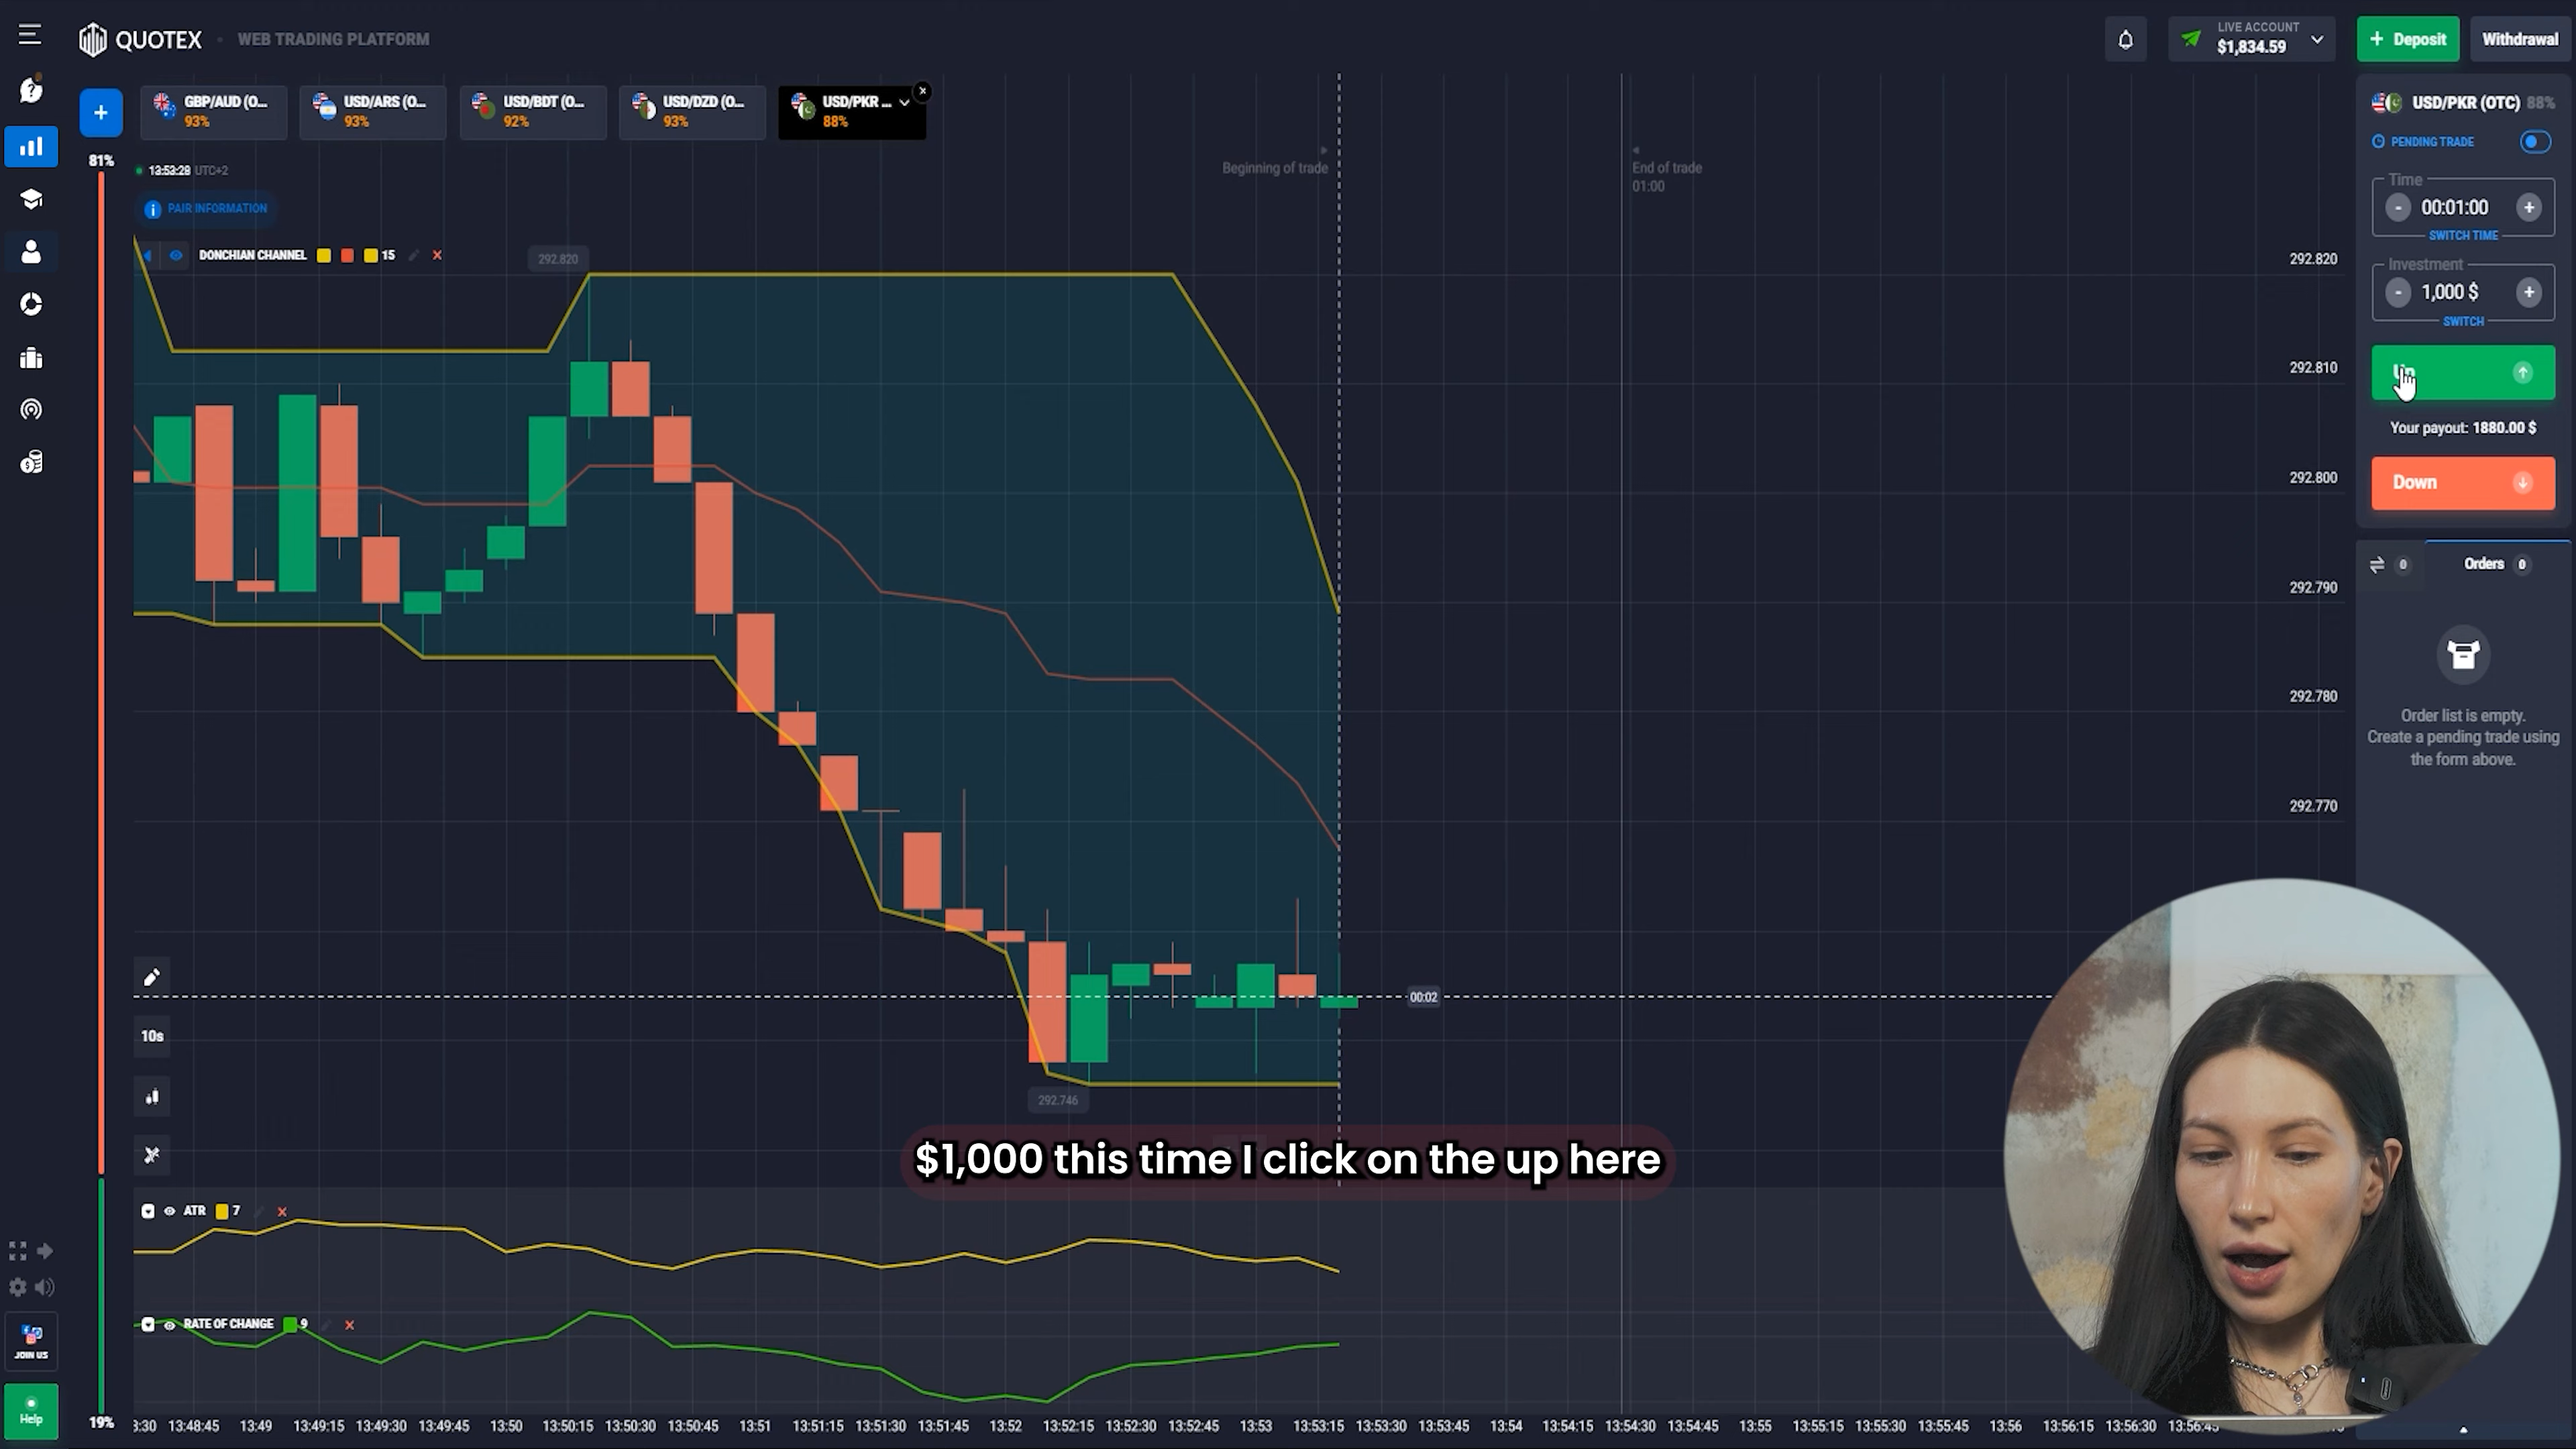 QUOTEX
WEB TRADING PLATFORM
LIVE ACCOUNT
$1,834.59
Deposit
Withdrawal
GBP/AUD (O...
93%
USD/ARS (O...
93%
USD/BDT (O...
92%
USD/DZD (O...
93%
USD/PKR ...
88%
USD/PKR (OTC) 88%
PENDING TRADE
81%
13:53:28 UTC+2
PAIR INFORMATION
Beginning of trade
End of trade
01:00
Time
- 00:01:00 +
SWITCH TIME
DONCHIAN CHANNEL 15
292.820
292.820
Investment
- 1,000 $ +
SWITCH
292.810
Your payout: 1880.00 $
292.800
Down
0
Orders 0
292.790
292.780
Order list is empty.
Create a pending trade using
the form above.
292.770
00:02
10s
292.746
$1,000 this time I click on the up here
ATR 7
RATE OF CHANGE 9
JOIN US
Help
19%
13:48:45 13:49 13:49:15 13:49:30 13:49:45 13:50 13:50:15 13:50:30 13:50:45 13:51 13:51:15 13:51:30 13:51:45 13:52 13:52:15 13:52:30 13:52:45 13:53 13:53:15 13:53:30 13:53:45 13:54 13:54:15 13:54:30 13:54:45 13:55 13:55:15 13:55:30 13:55:45 13:56 13:56:15 13:56:30